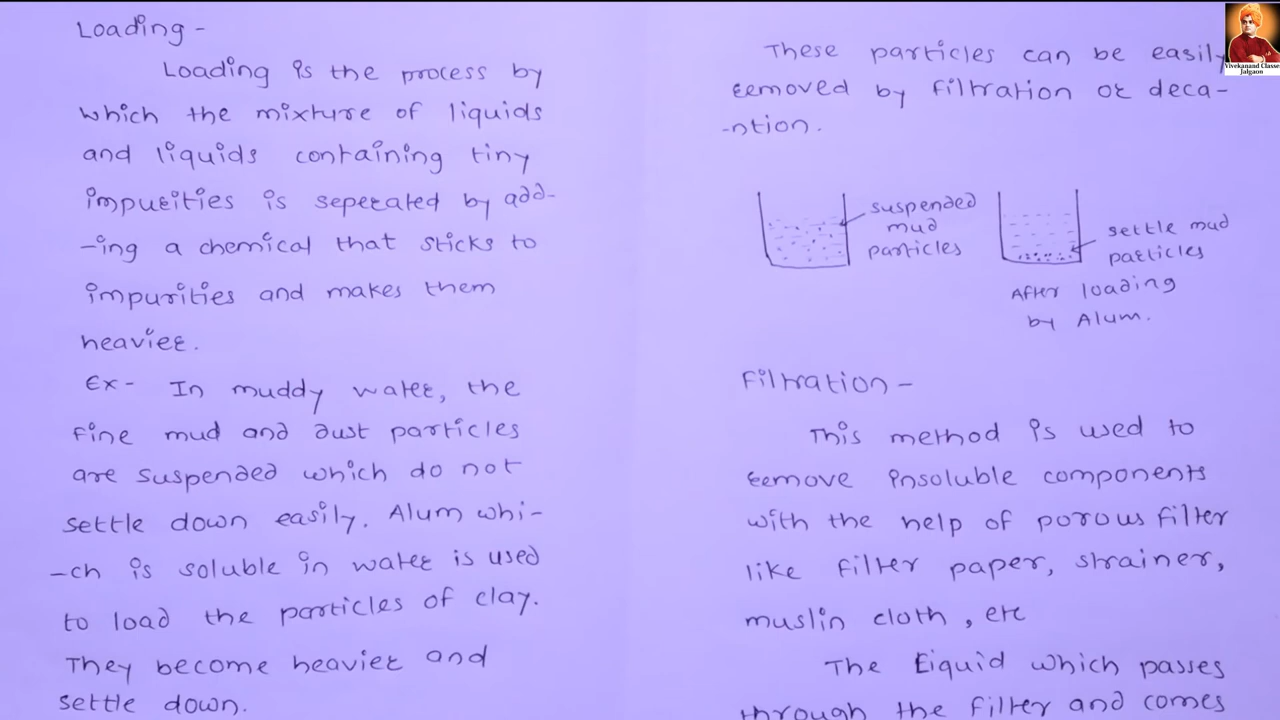 Loading -
Loading is the process by
which the mixture of liquids
and liquids containing tiny
impurities is seperated by add-
-ing a chemical that sticks to
impurities and makes them
heavier.
Ex- In muddy water, the
fine mud and dust particles
are suspended which do not
settle down easily. Alum whi-
-ch is soluble in water is used
to load the particles of clay.
They become heavier and
settle down.
These particles can be easily
removed by filtration or deca-
-ntion.
suspended
mud
particles
settle mud
particles
After loading
by Alum.
Filtration -
This method is used to
remove insoluble components
with the help of porous filter
like filter paper, strainer,
muslin cloth, etc
The Liquid which passes
through the filter and comes
Vivekanand Classes
Jalgaon